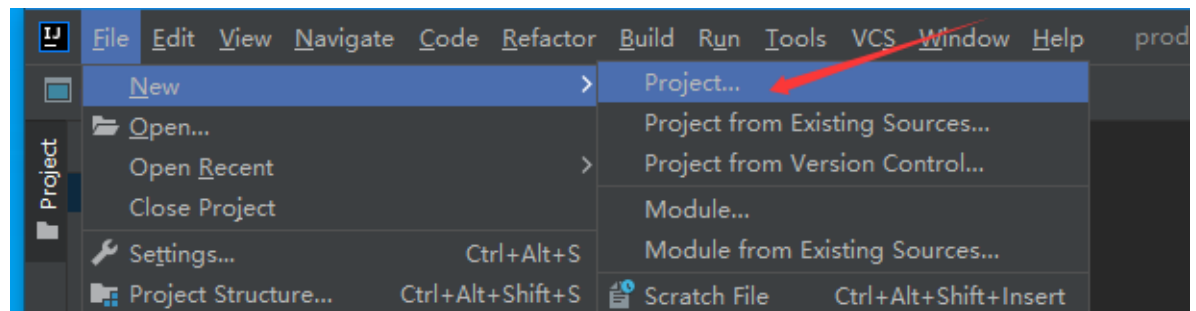 IJ File Edit View Navigate Code Refactor Build Run Tools VCS Window Help prod
New Project...
Open... Project from Existing Sources...
Open Recent Project from Version Control...
Close Project Module...
Settings... Ctrl+Alt+S Module from Existing Sources...
Project Structure... Ctrl+Alt+Shift+S Scratch File Ctrl+Alt+Shift+Insert
Project